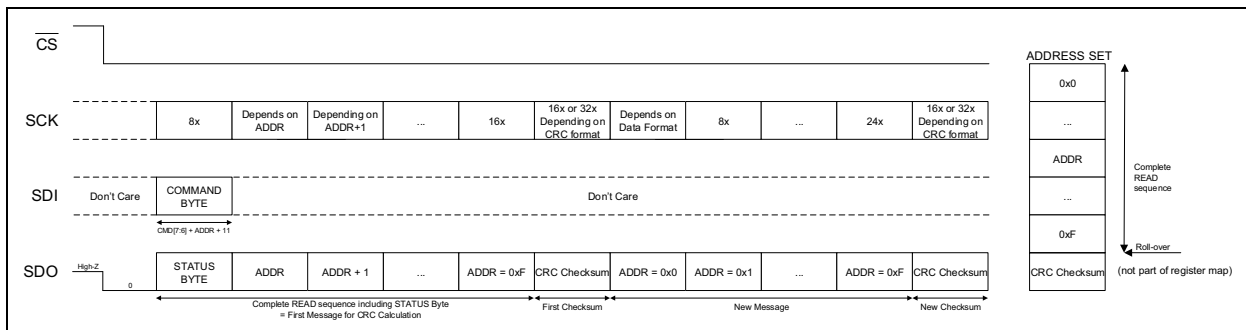 CS
SCK
8x
Depends on
ADDR
Depending on
ADDR+1
...
16x
16x or 32x
Depending on
CRC format
Depends on
Data Format
8x
...
24x
16x or 32x
Depending on
CRC format
SDI
Don't Care
COMMAND
BYTE
Don't Care
CMD[7:6] + ADDR + 11
SDO
High-Z
0
STATUS
BYTE
ADDR
ADDR + 1
...
ADDR = 0xF
CRC Checksum
ADDR = 0x0
ADDR = 0x1
...
ADDR = 0xF
CRC Checksum
Complete READ sequence including STATUS Byte
= First Message for CRC Calculation
First Checksum
New Message
New Checksum
ADDRESS SET
0x0
...
ADDR
...
0xF
CRC Checksum
Complete
READ
sequence
Roll-over
(not part of register map)